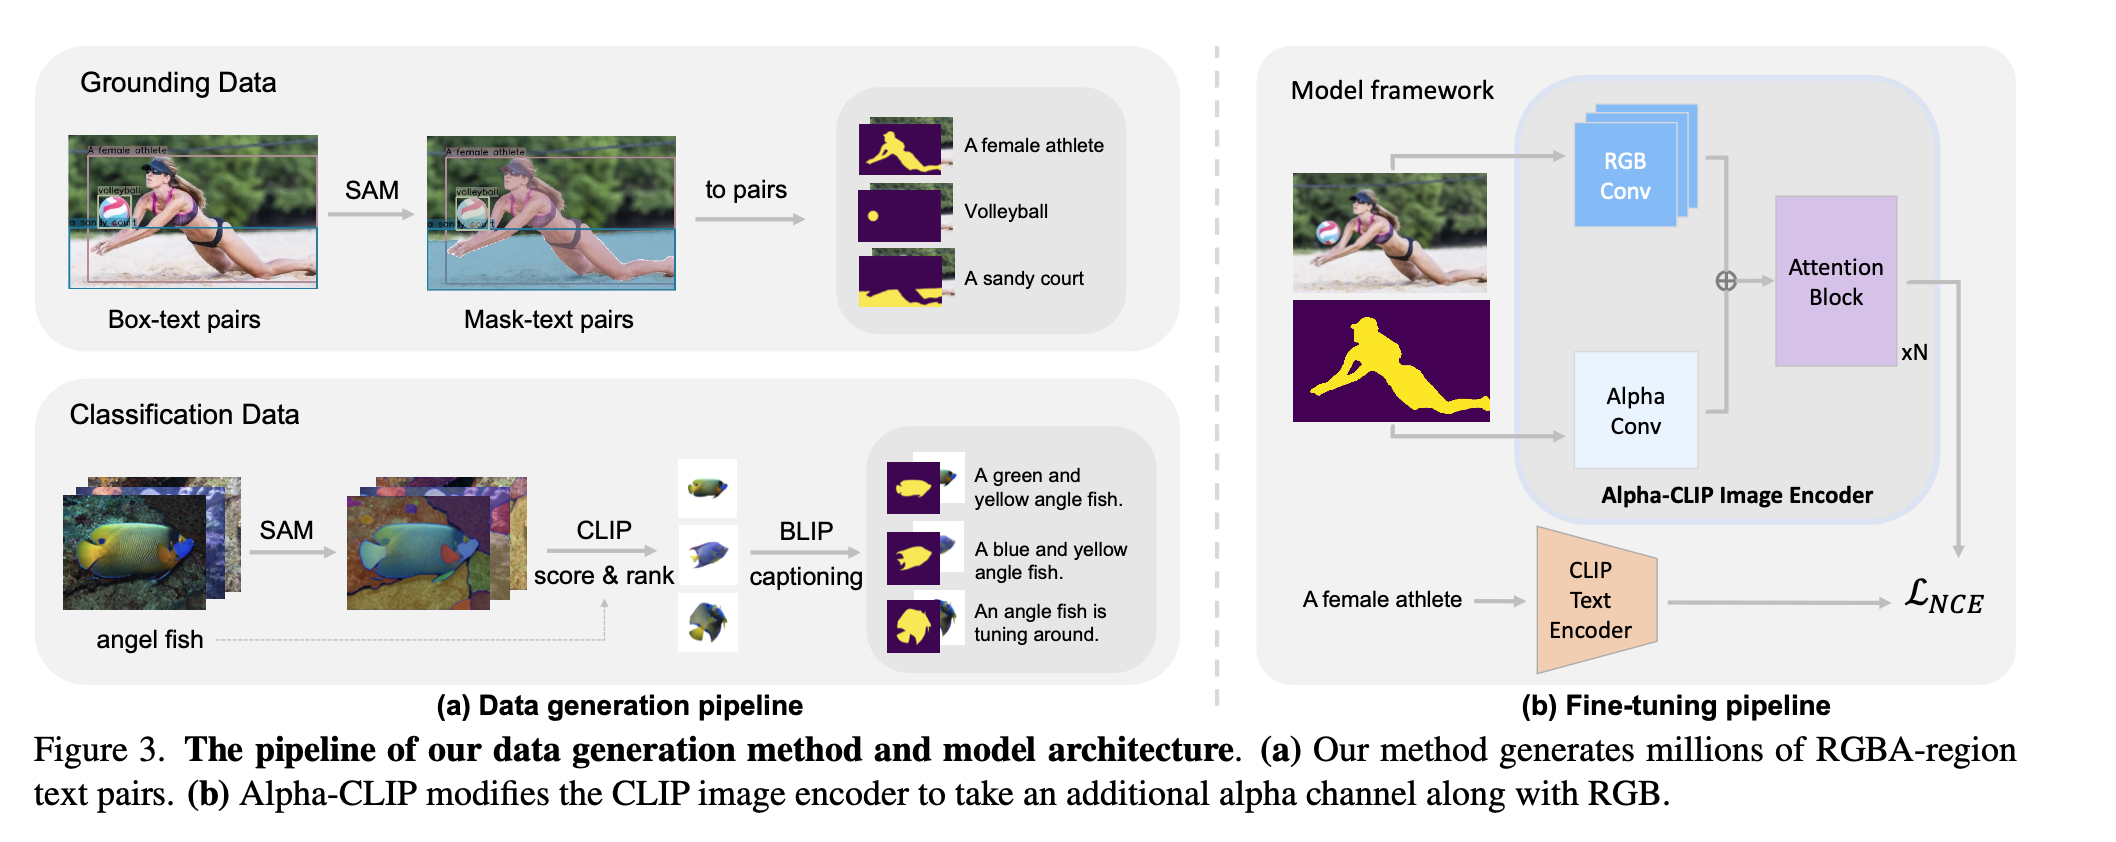 Grounding Data
A female athlete
volleyball
a sandy court
Box-text pairs
SAM
A female athlete
volleyball
a sandy court
Mask-text pairs
to pairs
A female athlete
Volleyball
A sandy court
Classification Data
angel fish
SAM
CLIP
score & rank
BLIP
captioning
A green and
yellow angle fish.
A blue and yellow
angle fish.
An angle fish is
tuning around.
(a) Data generation pipeline
Model framework
RGB
Conv
Alpha
Conv
Attention
Block
xN
Alpha-CLIP Image Encoder
A female athlete
CLIP
Text
Encoder
ℒNCE
(b) Fine-tuning pipeline
Figure 3. The pipeline of our data generation method and model architecture. (a) Our method generates millions of RGBA-region
text pairs. (b) Alpha-CLIP modifies the CLIP image encoder to take an additional alpha channel along with RGB.